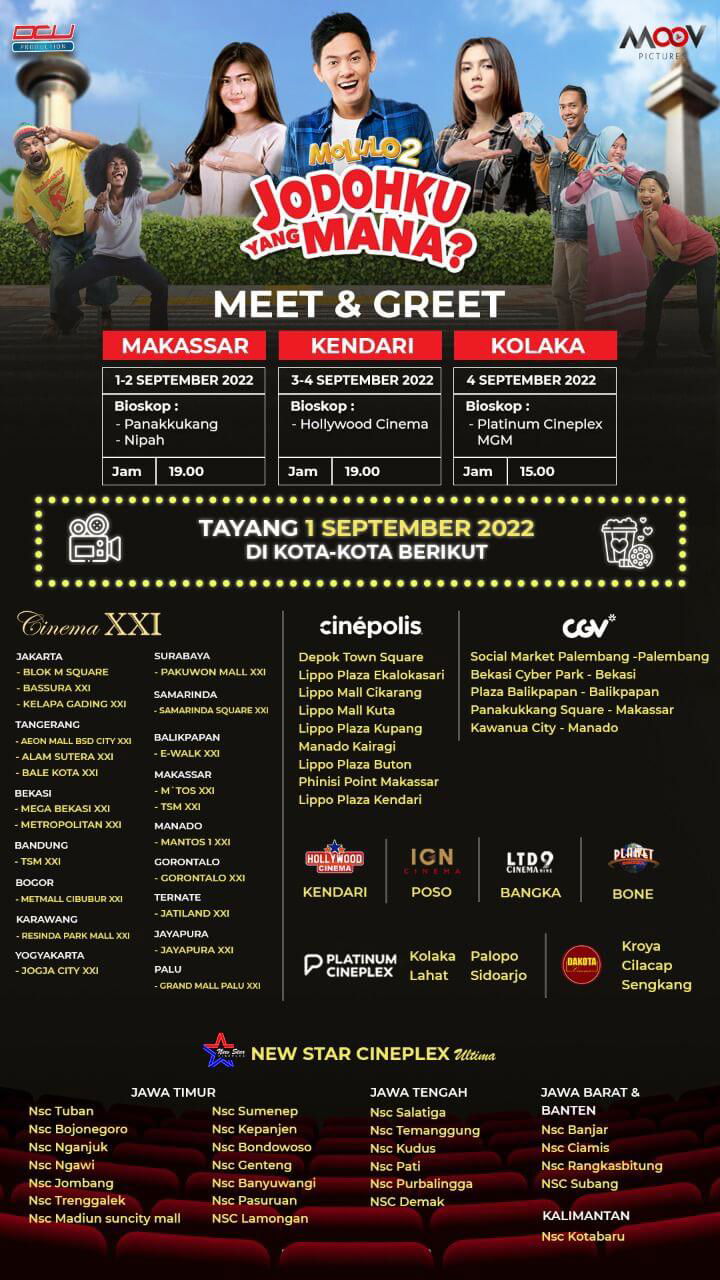 DCU
PRODUCTION
MOOV
PICTURES
MOLULO 2
JODOHKU
YANG MANA?
MEET & GREET
MAKASSAR
1-2 SEPTEMBER 2022
Bioskop :
- Panakkukang
- Nipah
Jam 19.00
KENDARI
3-4 SEPTEMBER 2022
Bioskop :
- Hollywood Cinema
Jam 19.00
KOLAKA
4 SEPTEMBER 2022
Bioskop :
- Platinum Cineplex
MGM
Jam 15.00
TAYANG 1 SEPTEMBER 2022
DI KOTA-KOTA BERIKUT
Cinema XXI
JAKARTA
- BLOK M SQUARE
- BASSURA XXI
- KELAPA GADING XXI
TANGERANG
- AEON MALL BSD CITY XXI
- ALAM SUTERA XXI
- BALE KOTA XXI
BEKASI
- MEGA BEKASI XXI
- METROPOLITAN XXI
BANDUNG
- TSM XXI
BOGOR
- METMALL CIBUBUR XXI
KARAWANG
- RESINDA PARK MALL XXI
YOGYAKARTA
- JOGJA CITY XXI
SURABAYA
- PAKUWON MALL XXI
SAMARINDA
- SAMARINDA SQUARE XXI
BALIKPAPAN
- E-WALK XXI
MAKASSAR
- M`TOS XXI
- TSM XXI
MANADO
- MANTOS 1 XXI
GORONTALO
- GORONTALO XXI
TERNATE
- JATILAND XXI
JAYAPURA
- JAYAPURA XXI
PALU
- GRAND MALL PALU XXI
cinépolis
Depok Town Square
Lippo Plaza Ekalokasari
Lippo Mall Cikarang
Lippo Mall Kuta
Lippo Plaza Kupang
Manado Kairagi
Lippo Plaza Buton
Phinisi Point Makassar
Lippo Plaza Kendari
CGV*
Social Market Palembang -Palembang
Bekasi Cyber Park - Bekasi
Plaza Balikpapan - Balikpapan
Panakukkang Square - Makassar
Kawanua City - Manado
HOLLYWOOD
CINEMA
KENDARI
IGN
CINEMA
POSO
LTD9
CINEMA NINE
BANGKA
PLANET
BONE
PLATINUM
CINEPLEX
Kolaka
Lahat
Palopo
Sidoarjo
DAKOTA
Cinema
Kroya
Cilacap
Sengkang
New Star
CINEPLEX
NEW STAR CINEPLEX Ultima
JAWA TIMUR
Nsc Tuban
Nsc Bojonegoro
Nsc Nganjuk
Nsc Ngawi
Nsc Jombang
Nsc Trenggalek
Nsc Madiun suncity mall
Nsc Sumenep
Nsc Kepanjen
Nsc Bondowoso
Nsc Genteng
Nsc Banyuwangi
Nsc Pasuruan
NSC Lamongan
JAWA TENGAH
Nsc Salatiga
Nsc Temanggung
Nsc Kudus
Nsc Pati
Nsc Purbalingga
NSC Demak
JAWA BARAT &
BANTEN
Nsc Banjar
Nsc Ciamis
Nsc Rangkasbitung
NSC Subang
KALIMANTAN
Nsc Kotabaru